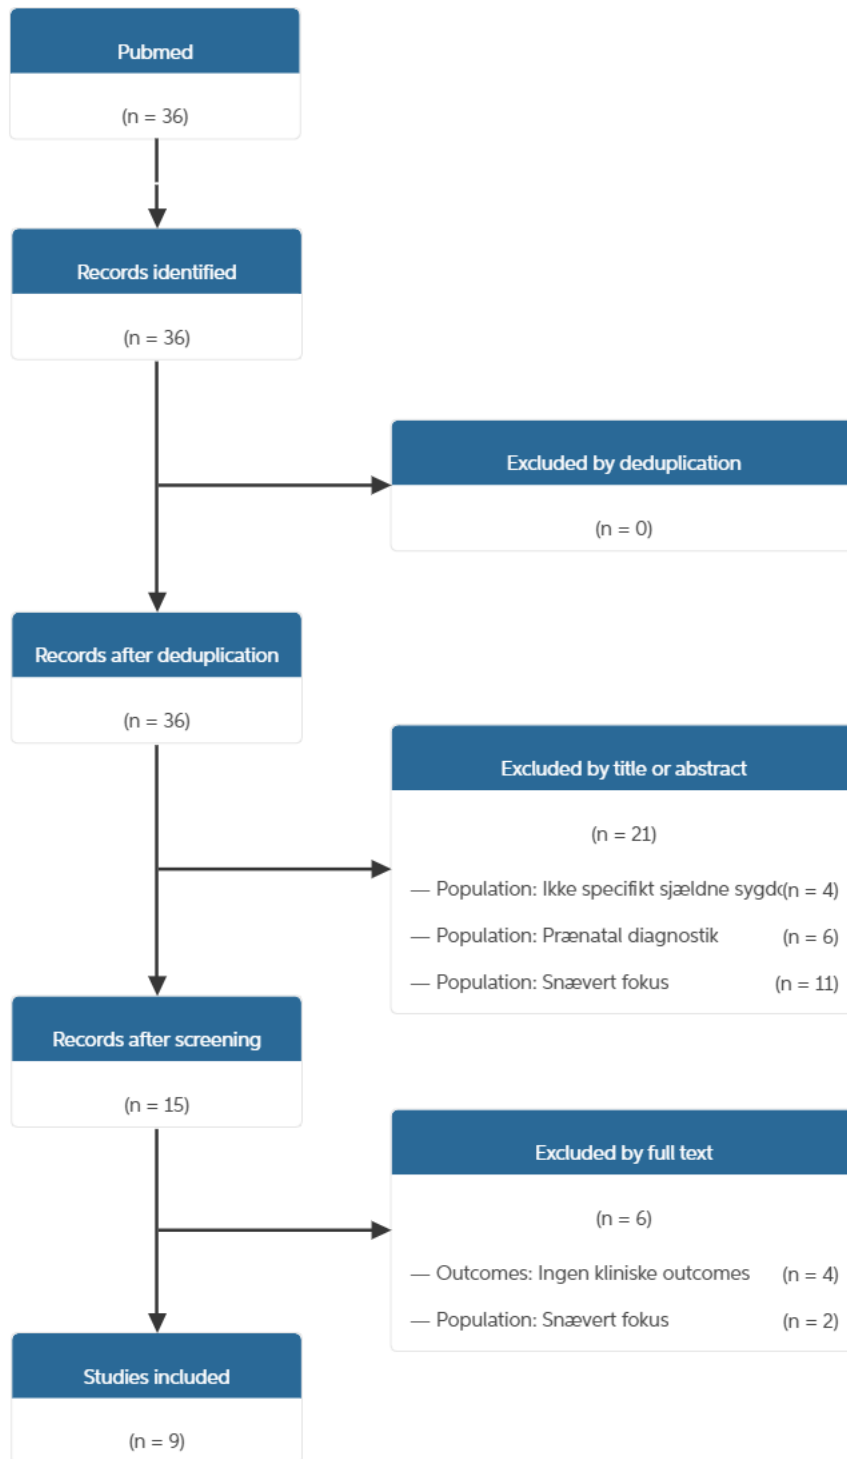 Pubmed
(n = 36)
Records identified
(n = 36)
Excluded by deduplication
(n = 0)
Records after deduplication
(n = 36)
Excluded by title or abstract
(n = 21)
— Population: Ikke specifikt sjældne (n = 4)
— Population: Prænatal diagnostik (n = 6)
— Population: Snævert fokus (n = 11)
Records after screening
(n = 15)
Excluded by full text
(n = 6)
— Outcomes: Ingen kliniske outcomes (n = 4)
— Population: Snævert fokus (n = 2)
Studies included
(n = 9)